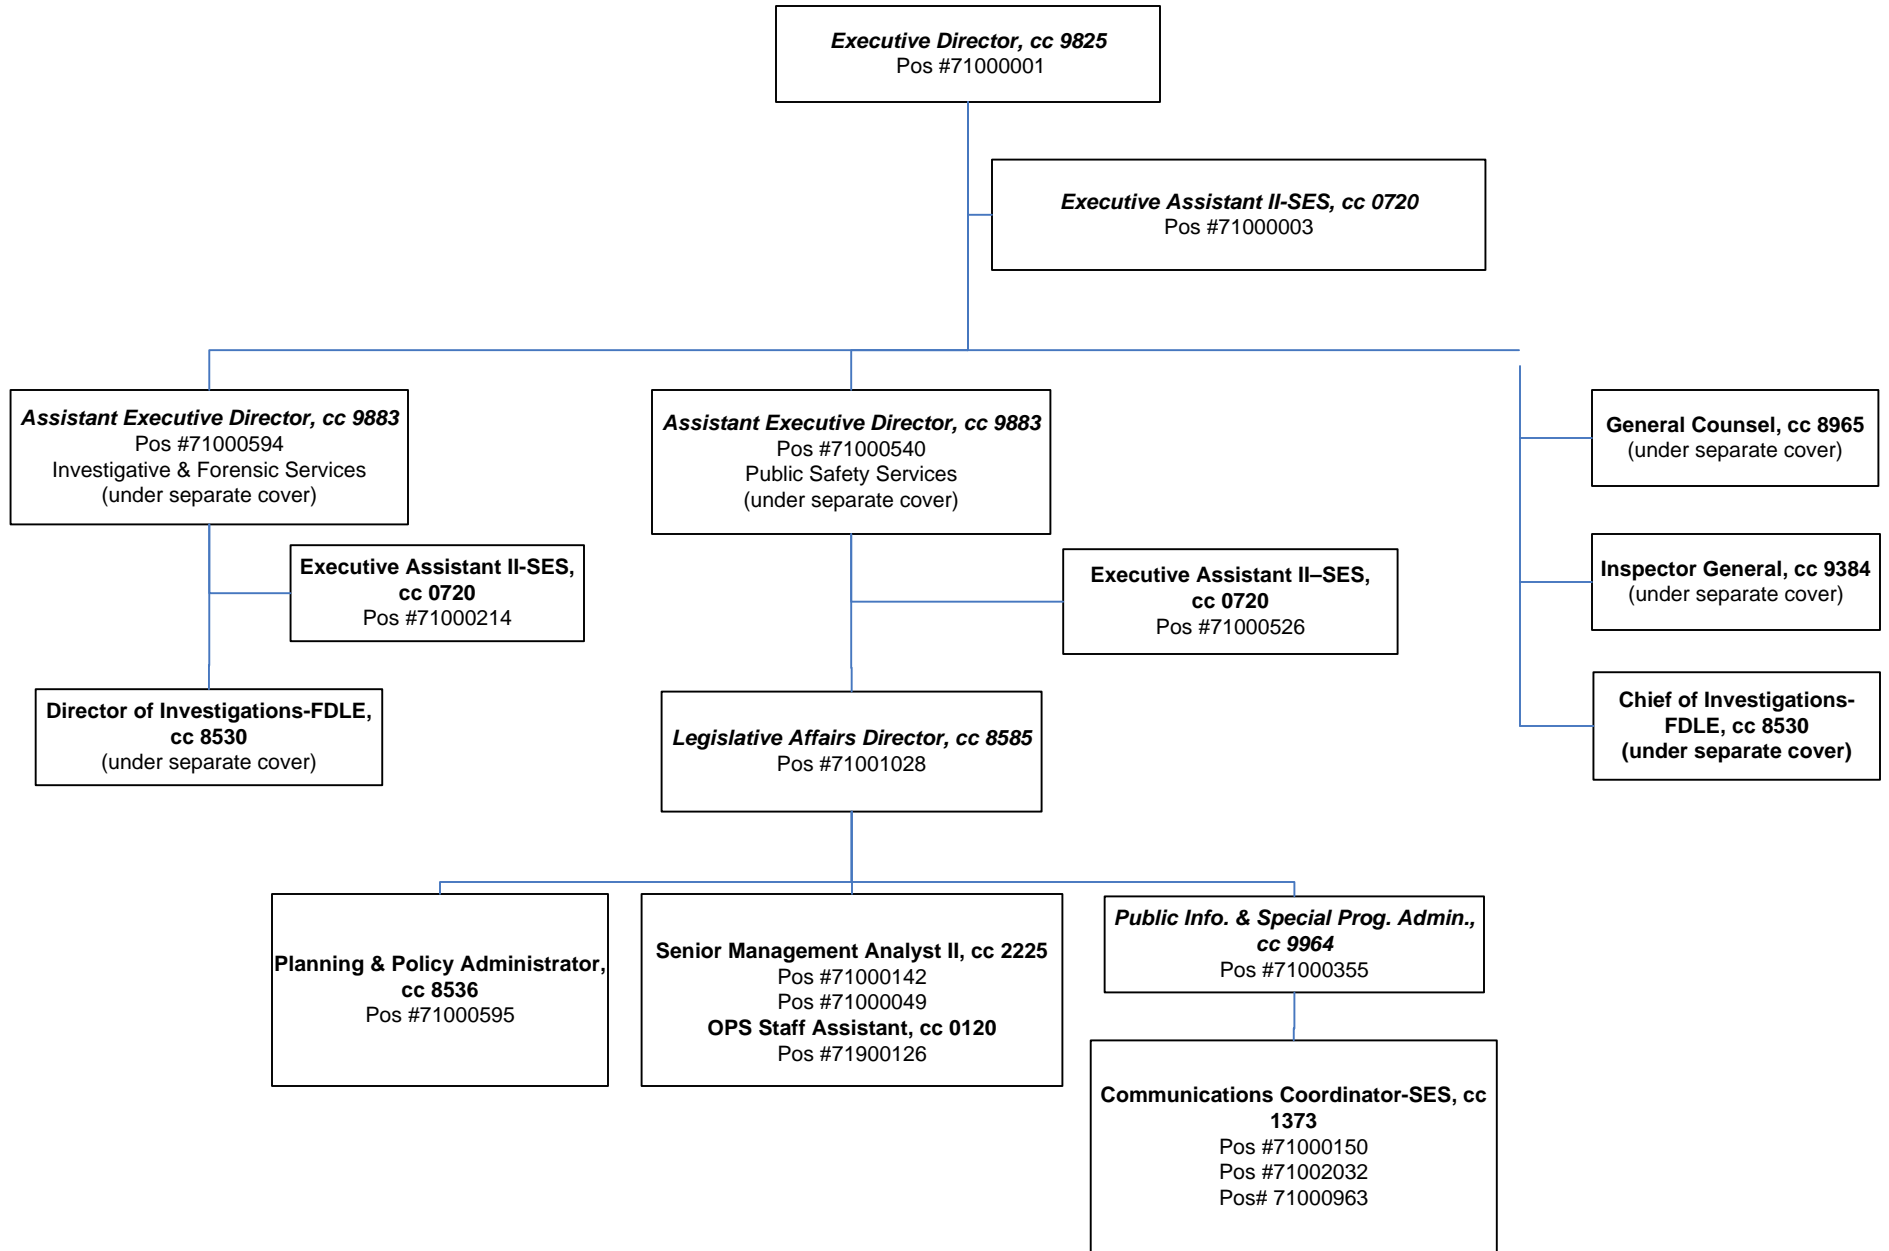 Executive Director, cc 9825
Pos #71000001
Executive Assistant II-SES, cc 0720
Pos #71000003
Assistant Executive Director, cc 9883
Pos #71000594
Investigative & Forensic Services
(under separate cover)
Assistant Executive Director, cc 9883
Pos #71000540
Public Safety Services
(under separate cover)
General Counsel, cc 8965
(under separate cover)
Executive Assistant II-SES,
cc 0720
Pos #71000214
Executive Assistant II–SES,
cc 0720
Pos #71000526
Inspector General, cc 9384
(under separate cover)
Director of Investigations-FDLE,
cc 8530
(under separate cover)
Legislative Affairs Director, cc 8585
Pos #71001028
Chief of Investigations-
FDLE, cc 8530
(under separate cover)
Planning & Policy Administrator,
cc 8536
Pos #71000595
Senior Management Analyst II, cc 2225
Pos #71000142
Pos #71000049
OPS Staff Assistant, cc 0120
Pos #71900126
Public Info. & Special Prog. Admin.,
cc 9964
Pos #71000355
Communications Coordinator-SES, cc
1373
Pos #71000150
Pos #71002032
Pos# 71000963